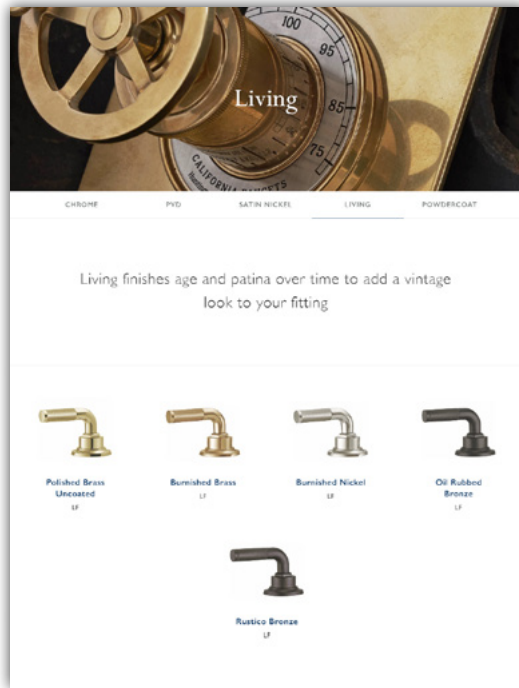 100
95
85
75
CALIFORNIA FAUCETS
Living
CHROME PVD SATIN NICKEL LIVING POWDERCOAT
Living finishes age and patina over time to add a vintage
look to your fitting
Polished Brass
Uncoated
LF
Burnished Brass
LF
Burnished Nickel
LF
Oil Rubbed
Bronze
LF
Rustico Bronze
LF